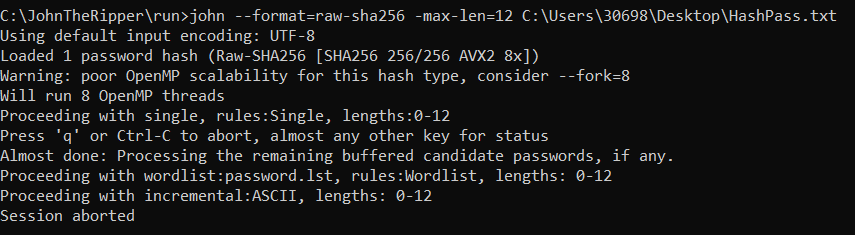 C:\JohnTheRipper\run>john --format=raw-sha256 -max-len=12 C:\Users\30698\Desktop\HashPass.txt
Using default input encoding: UTF-8
Loaded 1 password hash (Raw-SHA256 [SHA256 256/256 AVX2 8x])
Warning: poor OpenMP scalability for this hash type, consider --fork=8
Will run 8 OpenMP threads
Proceeding with single, rules:Single, lengths:0-12
Press 'q' or Ctrl-C to abort, almost any other key for status
Almost done: Processing the remaining buffered candidate passwords, if any.
Proceeding with wordlist:password.lst, rules:Wordlist, lengths: 0-12
Proceeding with incremental:ASCII, lengths: 0-12
Session aborted